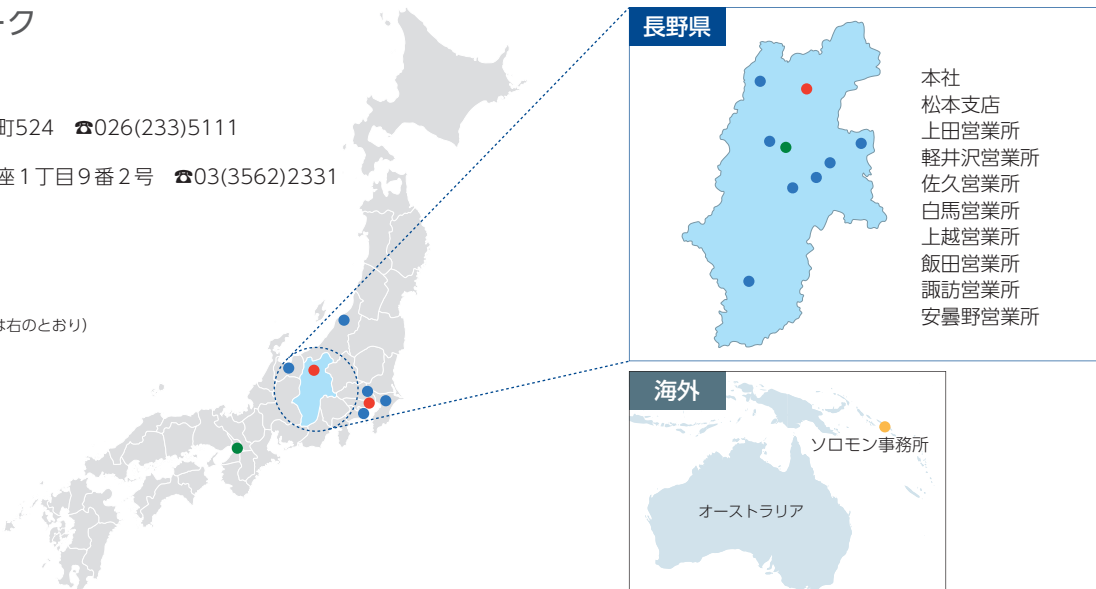 ーク
町524 ☎026(233)5111
座1丁目9番2号 ☎03(3562)2331
は右のとおり)
長野県
本社
松本支店
上田営業所
軽井沢営業所
佐久営業所
白馬営業所
上越営業所
飯田営業所
諏訪営業所
安曇野営業所
海外
ソロモン事務所
オーストラリア